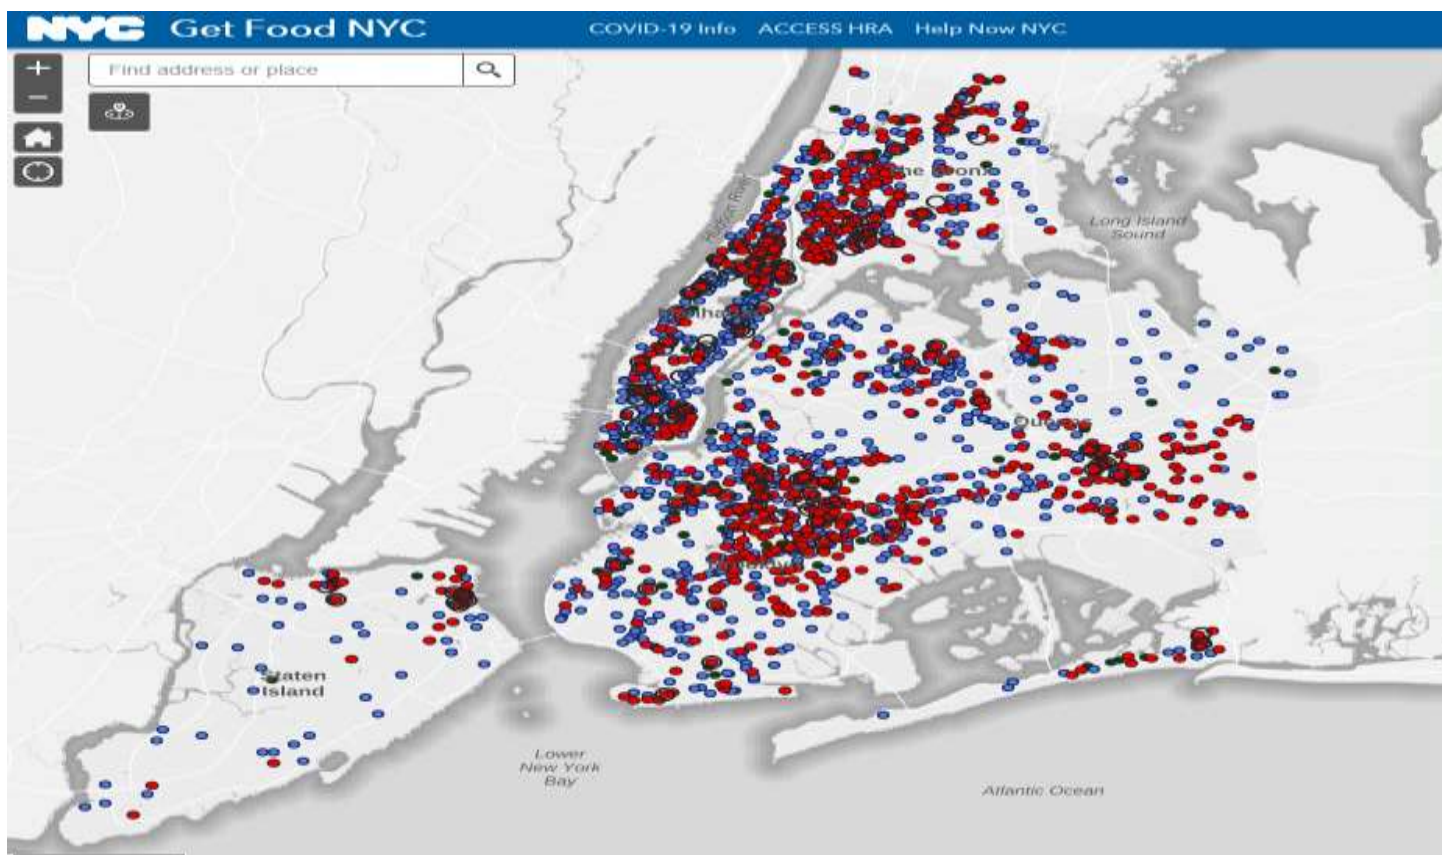 NYC Get Food NYC COVID-19 Info ACCESS HRA Help Now NYC
+
Find address or place
−
Long Island
Sound
Staten
Island
Lower
New York
Bay
Atlantic Ocean